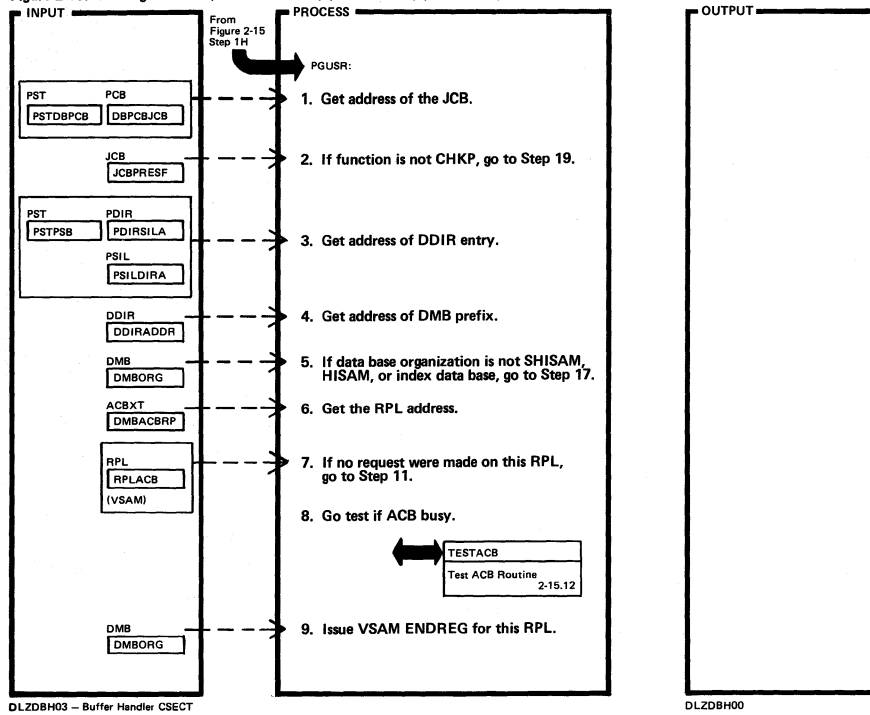 INPUT
PROCESS
OUTPUT
From
Figure 2-15
Step 1H
PGUSR:
PST PCB
PSTDBPCB DBPCBJCB
1. Get address of the JCB.
JCB
JCBPRESF
2. If function is not CHKP, go to Step 19.
PST PDIR
PSTPSB PDIRSILA
PSIL
PSILDIRA
3. Get address of DDIR entry.
DDIR
DDIRADDR
4. Get address of DMB prefix.
DMB
DMBORG
5. If data base organization is not SHISAM,
HISAM, or index data base, go to Step 17.
ACBXT
DMBACBRP
6. Get the RPL address.
RPL
RPLACB
(VSAM)
7. If no request were made on this RPL,
go to Step 11.
8. Go test if ACB busy.
TESTACB
Test ACB Routine
2-15.12
DMB
DMBORG
9. Issue VSAM ENDREG for this RPL.
DLZDBH03 – Buffer Handler CSECT
DLZDBH00